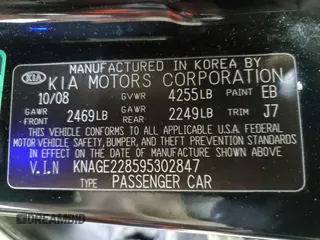 MANUFACTURED IN KOREA BY
KIA KIA MOTORS CORPORATION
10/08 GVWR 4255LB PAINT EB
GAWR FRONT 2469LB GAWR REAR 2249LB TRIM J7
THIS VEHICLE CONFORMS TO ALL APPLICABLE U.S.A. FEDERAL
MOTOR VEHICLE SAFETY, BUMPER, AND THEFT PREVENTION STANDARDS
IN EFFECT ON THE DATE OF MANUFACTURE SHOWN ABOVE.
V.I.N KNAGE228595302847
TYPE: PASSENGER CAR
DREAMBID